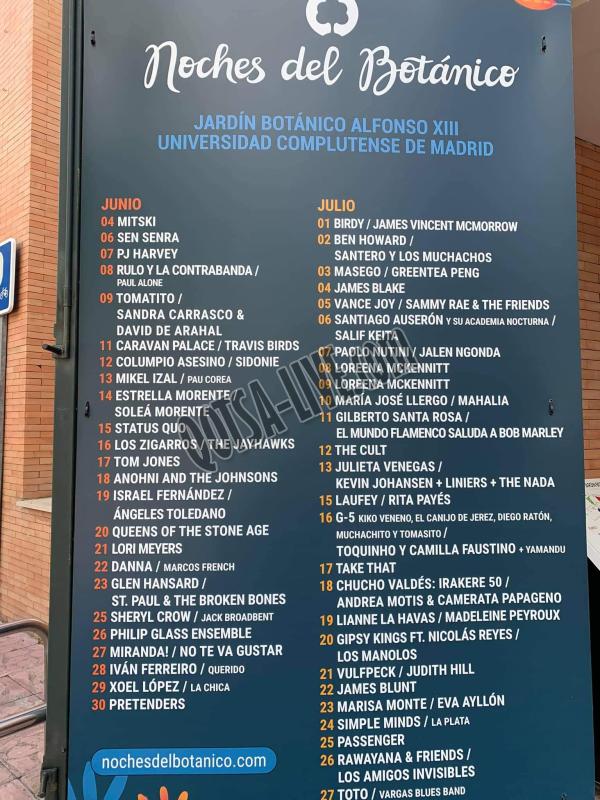 Noches del Botánico
JARDÍN BOTÁNICO ALFONSO XIII
UNIVERSIDAD COMPLUTENSE DE MADRID
JUNIO
04 MITSKI
06 SEN SENRA
07 PJ HARVEY
08 RULO Y LA CONTRABANDA /
PAUL ALONE
09 TOMATITO /
SANDRA CARRASCO &
DAVID DE ARAHAL
11 CARAVAN PALACE / TRAVIS BIRDS
12 COLUMPIO ASESINO / SIDONIE
13 MIKEL IZAL / PAU COREA
14 ESTRELLA MORENTE /
SOLEÁ MORENTE
15 STATUS QUO
16 LOS ZIGARROS / THE JAYHAWKS
17 TOM JONES
18 ANOHNI AND THE JOHNSONS
19 ISRAEL FERNÁNDEZ /
ÁNGELES TOLEDANO
20 QUEENS OF THE STONE AGE
21 LORI MEYERS
22 DANNA / MARCOS FRENCH
23 GLEN HANSARD /
ST. PAUL & THE BROKEN BONES
25 SHERYL CROW / JACK BROADBENT
26 PHILIP GLASS ENSEMBLE
27 MIRANDA! / NO TE VA GUSTAR
28 IVÁN FERREIRO / QUERIDO
29 XOEL LÓPEZ / LA CHICA
30 PRETENDERS
nochesdelbotanico.com
JULIO
01 BIRDY / JAMES VINCENT MCMORROW
02 BEN HOWARD /
SANTERO Y LOS MUCHACHOS
03 MASEGO / GREENTEA PENG
04 JAMES BLAKE
05 VANCE JOY / SAMMY RAE & THE FRIENDS
06 SANTIAGO AUSERÓN Y SU ACADEMIA NOCTURNA /
SALIF KEITA
07 PAOLO NUTINI / JALEN NGONDA
08 LOREENA MCKENNITT
09 LOREENA MCKENNITT
10 MARÍA JOSÉ LLERGO / MAHALIA
11 GILBERTO SANTA ROSA /
EL MUNDO FLAMENCO SALUDA A BOB MARLEY
12 THE CULT
13 JULIETA VENEGAS /
KEVIN JOHANSEN + LINIERS + THE NADA
15 LAUFEY / RITA PAYÉS
16 G-5 KIKO VENENO, EL CANIJO DE JEREZ, DIEGO RATÓN,
MUCHACHITO Y TOMASITO /
TOQUINHO Y CAMILLA FAUSTINO + YAMANDU
17 TAKE THAT
18 CHUCHO VALDÉS: IRAKERE 50 /
ANDREA MOTIS & CAMERATA PAPAGENO
19 LIANNE LA HAVAS / MADELEINE PEYROUX
20 GIPSY KINGS FT. NICOLÁS REYES /
LOS MANOLOS
21 VULFPECK / JUDITH HILL
22 JAMES BLUNT
23 MARISA MONTE / EVA AYLLÓN
24 SIMPLE MINDS / LA PLATA
25 PASSENGER
26 RAWAYANA & FRIENDS /
LOS AMIGOS INVISIBLES
27 TOTO / VARGAS BLUES BAND
QOTSA-LIVE.COM